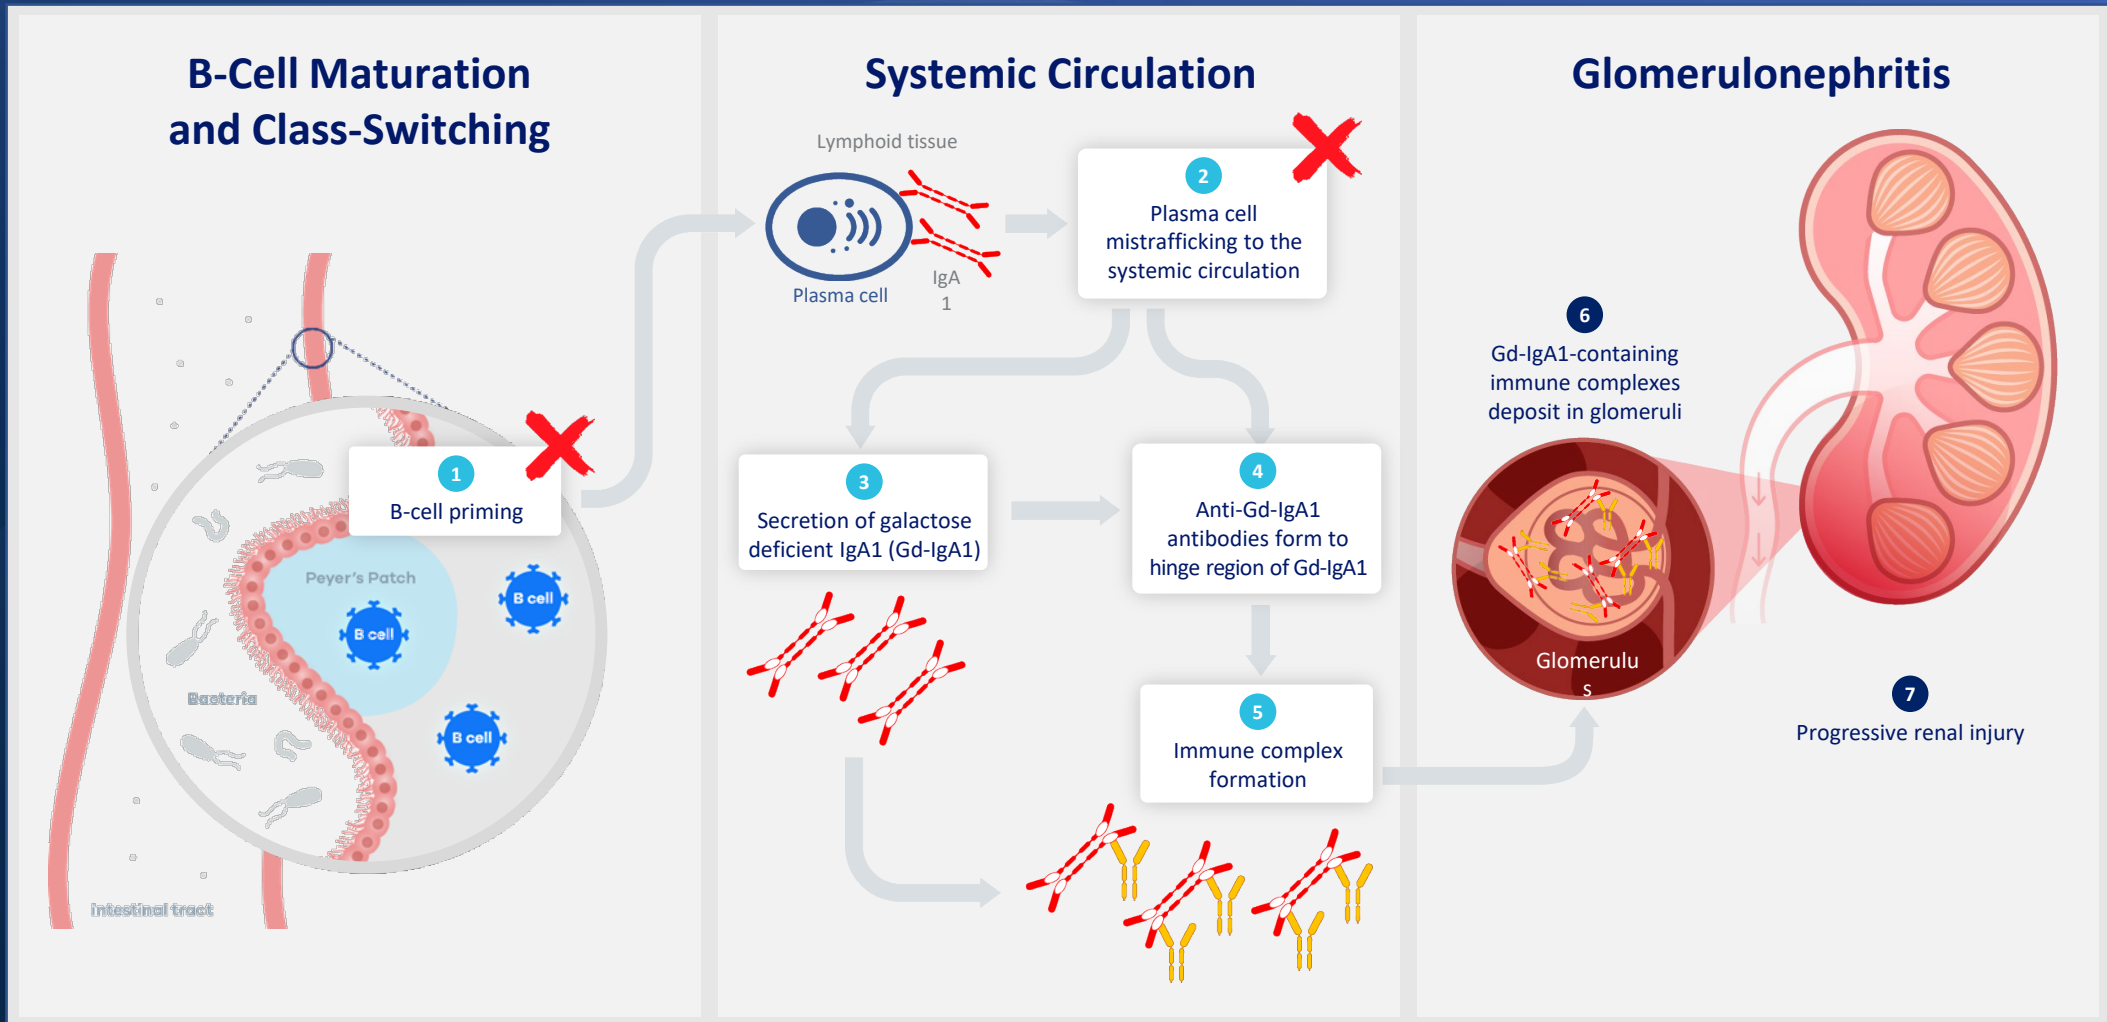 B-Cell Maturation
and Class-Switching
1
B-cell priming
Peyer's Patch
B cell
B cell
B cell
Bacteria
Intestinal tract
Systemic Circulation
Lymphoid tissue
Plasma cell
IgA
1
2
Plasma cell
mistrafficking to the
systemic circulation
3
Secretion of galactose
deficient IgA1 (Gd-IgA1)
4
Anti-Gd-IgA1
antibodies form to
hinge region of Gd-IgA1
5
Immune complex
formation
Glomerulonephritis
6
Gd-IgA1-containing
immune complexes
deposit in glomeruli
Glomerulu
s
7
Progressive renal injury